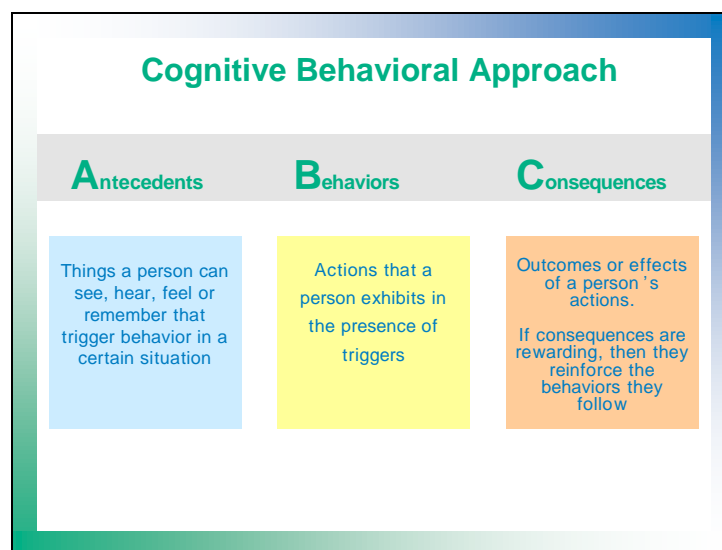 Cognitive Behavioral Approach
Antecedents
Behaviors
Consequences
Things a person can
see, hear, feel or
remember that
trigger behavior in a
certain situation
Actions that a
person exhibits in
the presence of
triggers
Outcomes or effects
of a person ’s
actions.
If consequences are
rewarding, then they
reinforce the
behaviors they
follow